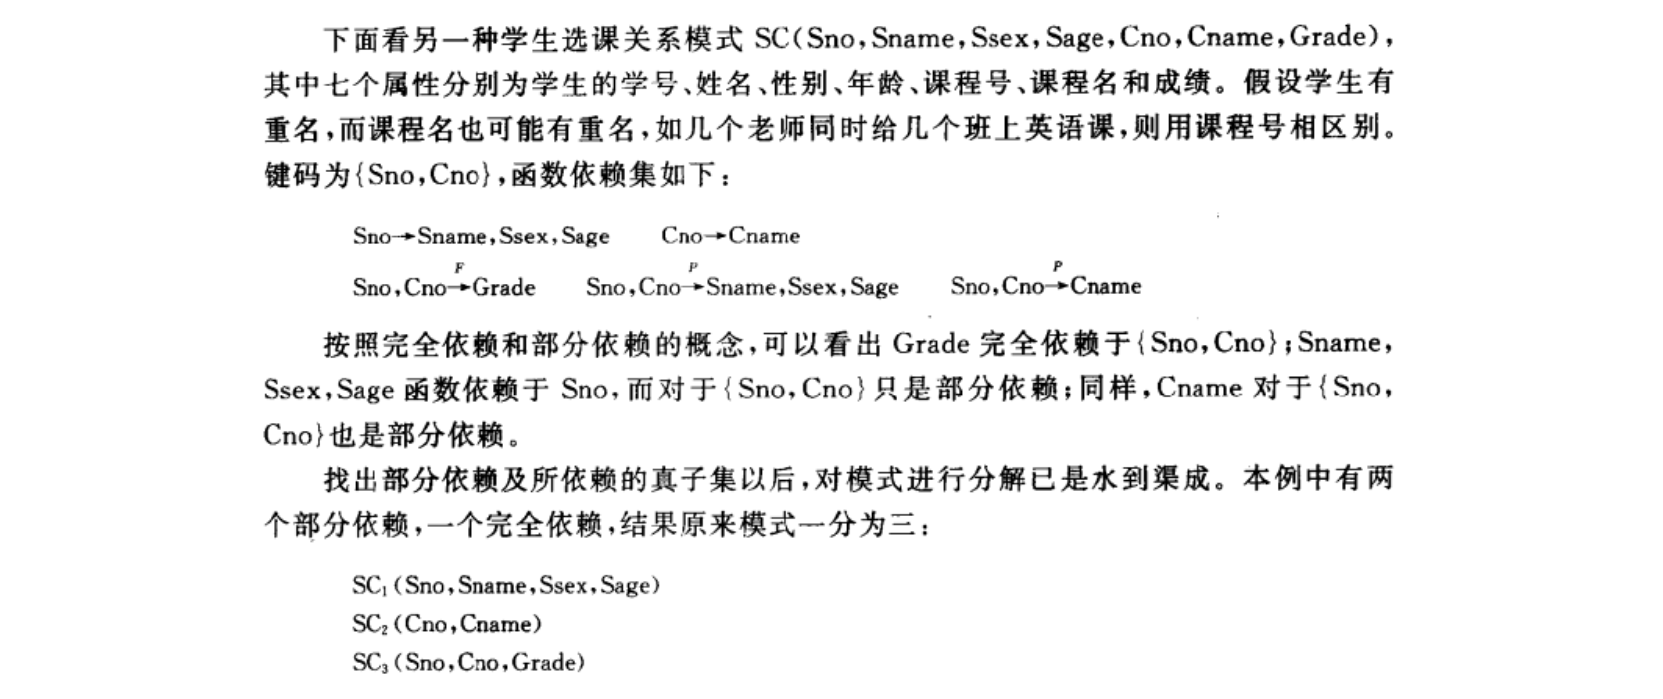 下面看另一种学生选课关系模式 SC(Sno,Sname,Ssex,Sage,Cno,Cname,Grade),
其中七个属性分别为学生的学号、姓名、性别、年龄、课程号、课程名和成绩。假设学生有
重名,而课程名也可能有重名,如几个老师同时给几个班上英语课,则用课程号相区别。
键码为{Sno,Cno},函数依赖集如下:
Sno→Sname,Ssex,Sage Cno→Cname
F P P
Sno,Cno→Grade Sno,Cno→Sname,Ssex,Sage Sno,Cno→Cname
按照完全依赖和部分依赖的概念,可以看出 Grade 完全依赖于{Sno,Cno};Sname,
Ssex,Sage 函数依赖于 Sno,而对于{Sno,Cno}只是部分依赖;同样,Cname 对于{Sno,
Cno}也是部分依赖。
找出部分依赖及所依赖的真子集以后,对模式进行分解已是水到渠成。本例中有两
个部分依赖,一个完全依赖,结果原来模式一分为三:
SC₁(Sno,Sname,Ssex,Sage)
SC₂(Cno,Cname)
SC₃(Sno,Cno,Grade)